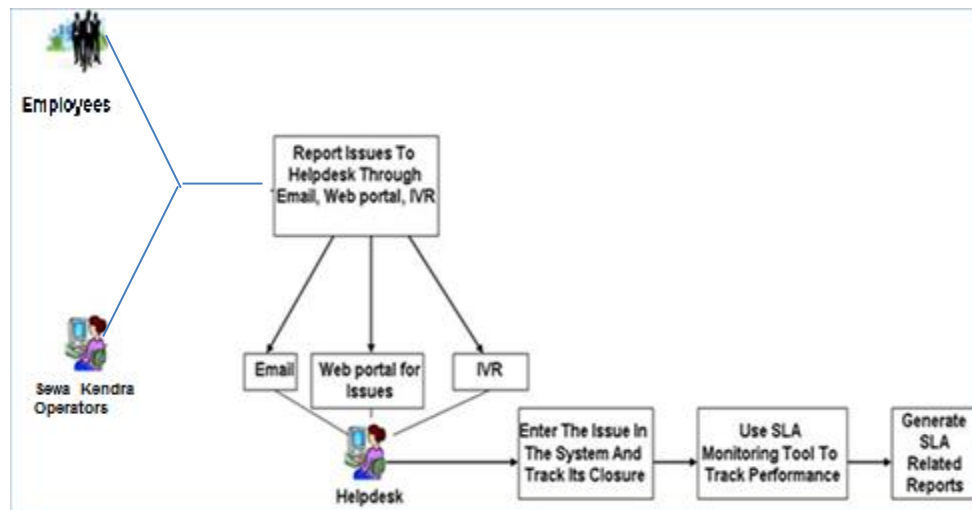 Employees
Report Issues To
Helpdesk Through
Email, Web portal, IVR
Sewa Kendra
Operators
Email
Web portal for
Issues
IVR
Helpdesk
Enter The Issue In
The System And
Track Its Closure
Use SLA
Monitoring Tool To
Track Performance
Generate
SLA
Related
Reports